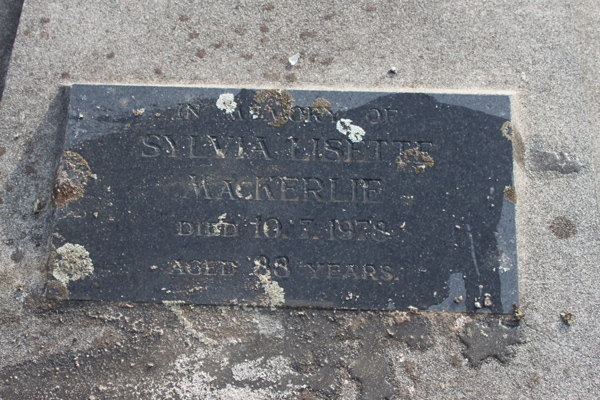 IN MEMORY OF
SYLVIA LISETTE
MACKERLIE
DIED 10.7.1978
AGED 88 YEARS